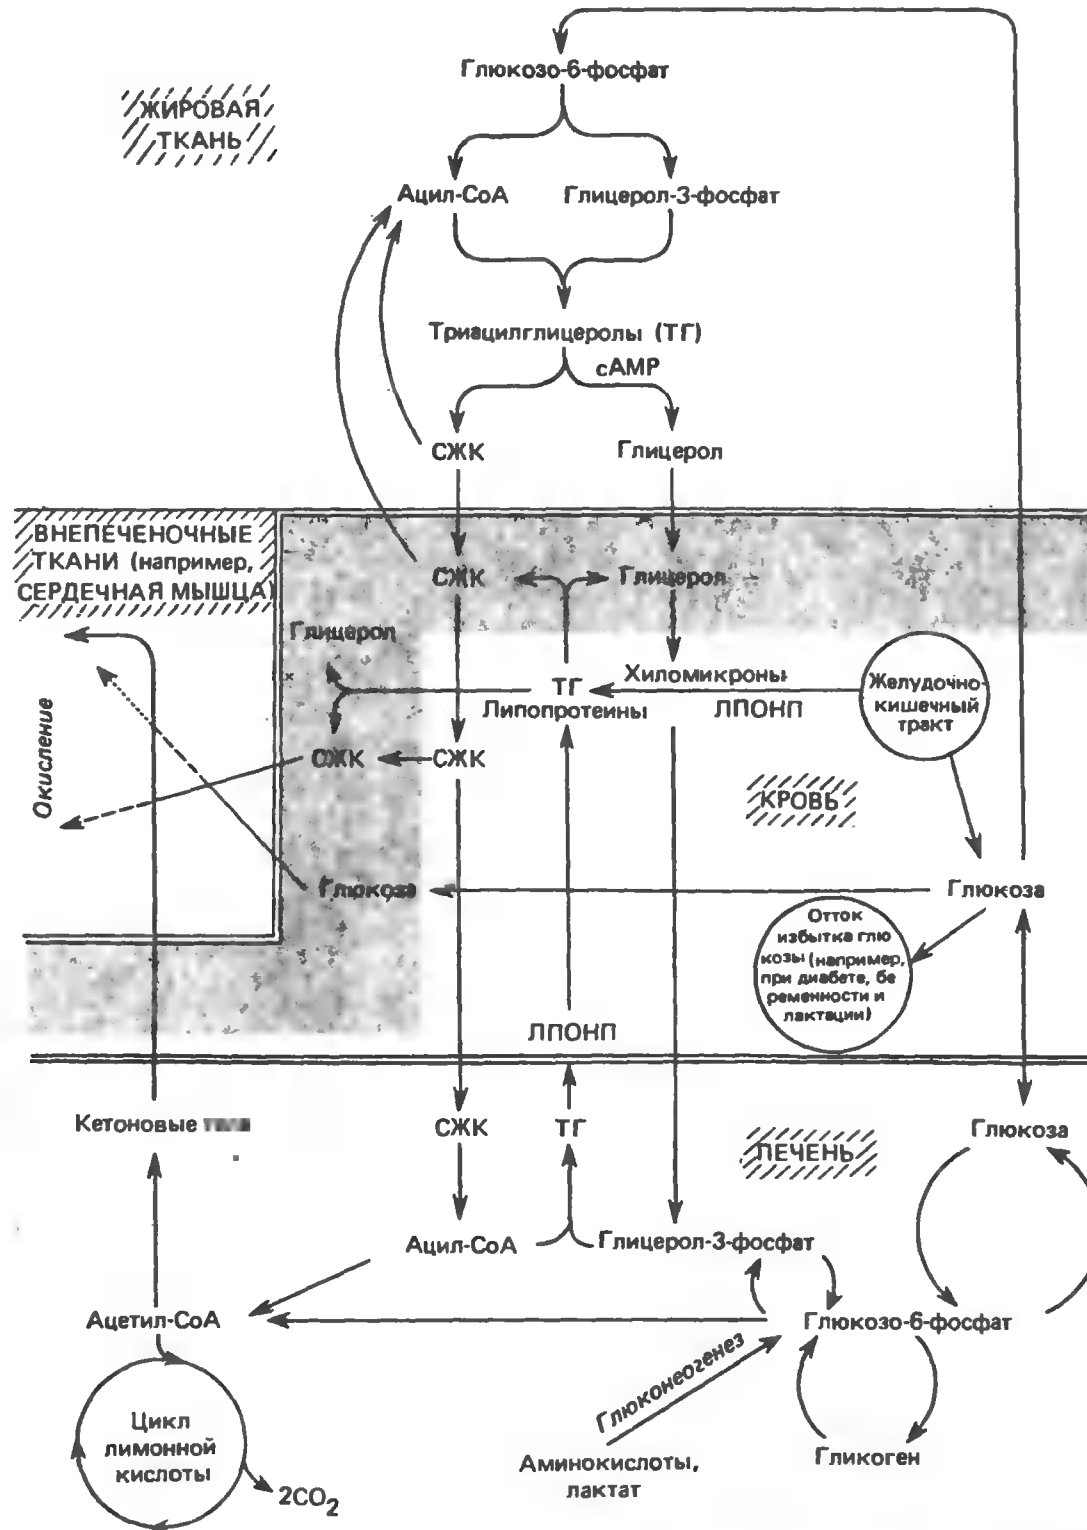 Глюкозо-6-фосфат
ЖИРОВАЯ
ТКАНЬ
Ацил-СоА
Глицерол-3-фосфат
Триацилглицеролы (ТГ)
сАМР
СЖК
Глицерол
ВНЕПЕЧЕНОЧНЫЕ
ТКАНИ (например,
СЕРДЕЧНАЯ МЫШЦА)
СЖК
Глицерол
Глицерол
Хиломикроны
ТГ
Липопротеины
ЛПОНП
Желудочно-
кишечный
тракт
Окисление
СЖК
СЖК
КРОВЬ
Глюкоза
Глюкоза
Отток
избытка глю
козы (например,
при диабете, бе
ременности и
лактации)
ЛПОНП
Кетоновые
СЖК
ТГ
ПЕЧЕНЬ
Глюкоза
Ацил-СоА
Глицерол-3-фосфат
Ацетил-СоА
Глюкозо-6-фосфат
Глюконеогенез
Цикл
лимонной
кислоты
2CO₂
Аминокислоты,
лактат
Гликоген